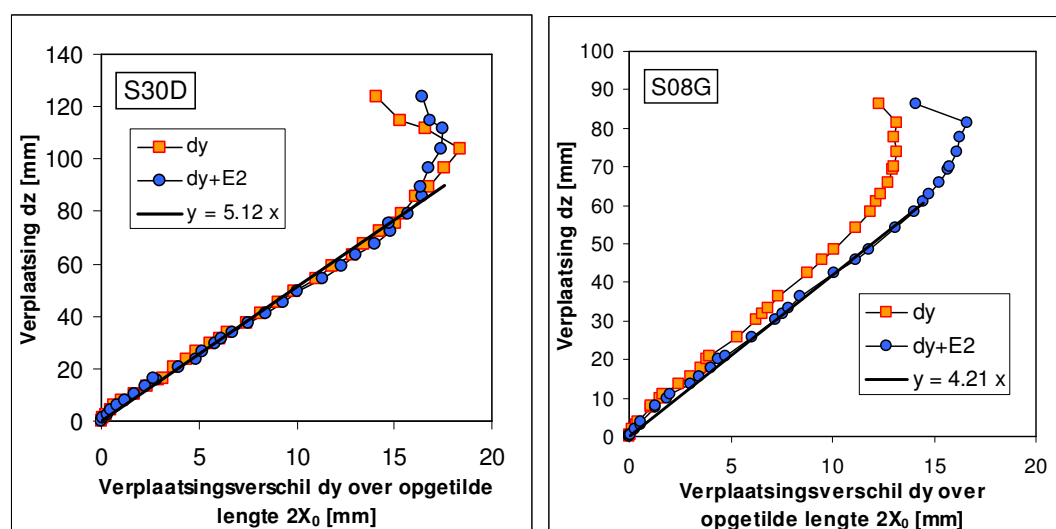 140
120
100
80
60
40
20
0
Verplaatsing dz [mm]
S30D
dy
dy+E2
y = 5.12 x
0 5 10 15 20
Verplaatsingsverschil dy over opgetilde
lengte 2X₀ [mm]
100
90
80
70
60
50
40
30
20
10
0
Verplaatsing dz [mm]
S08G
dy
dy+E2
y = 4.21 x
0 5 10 15 20
Verplaatsingsverschil dy over
opgetilde lengte 2X₀ [mm]